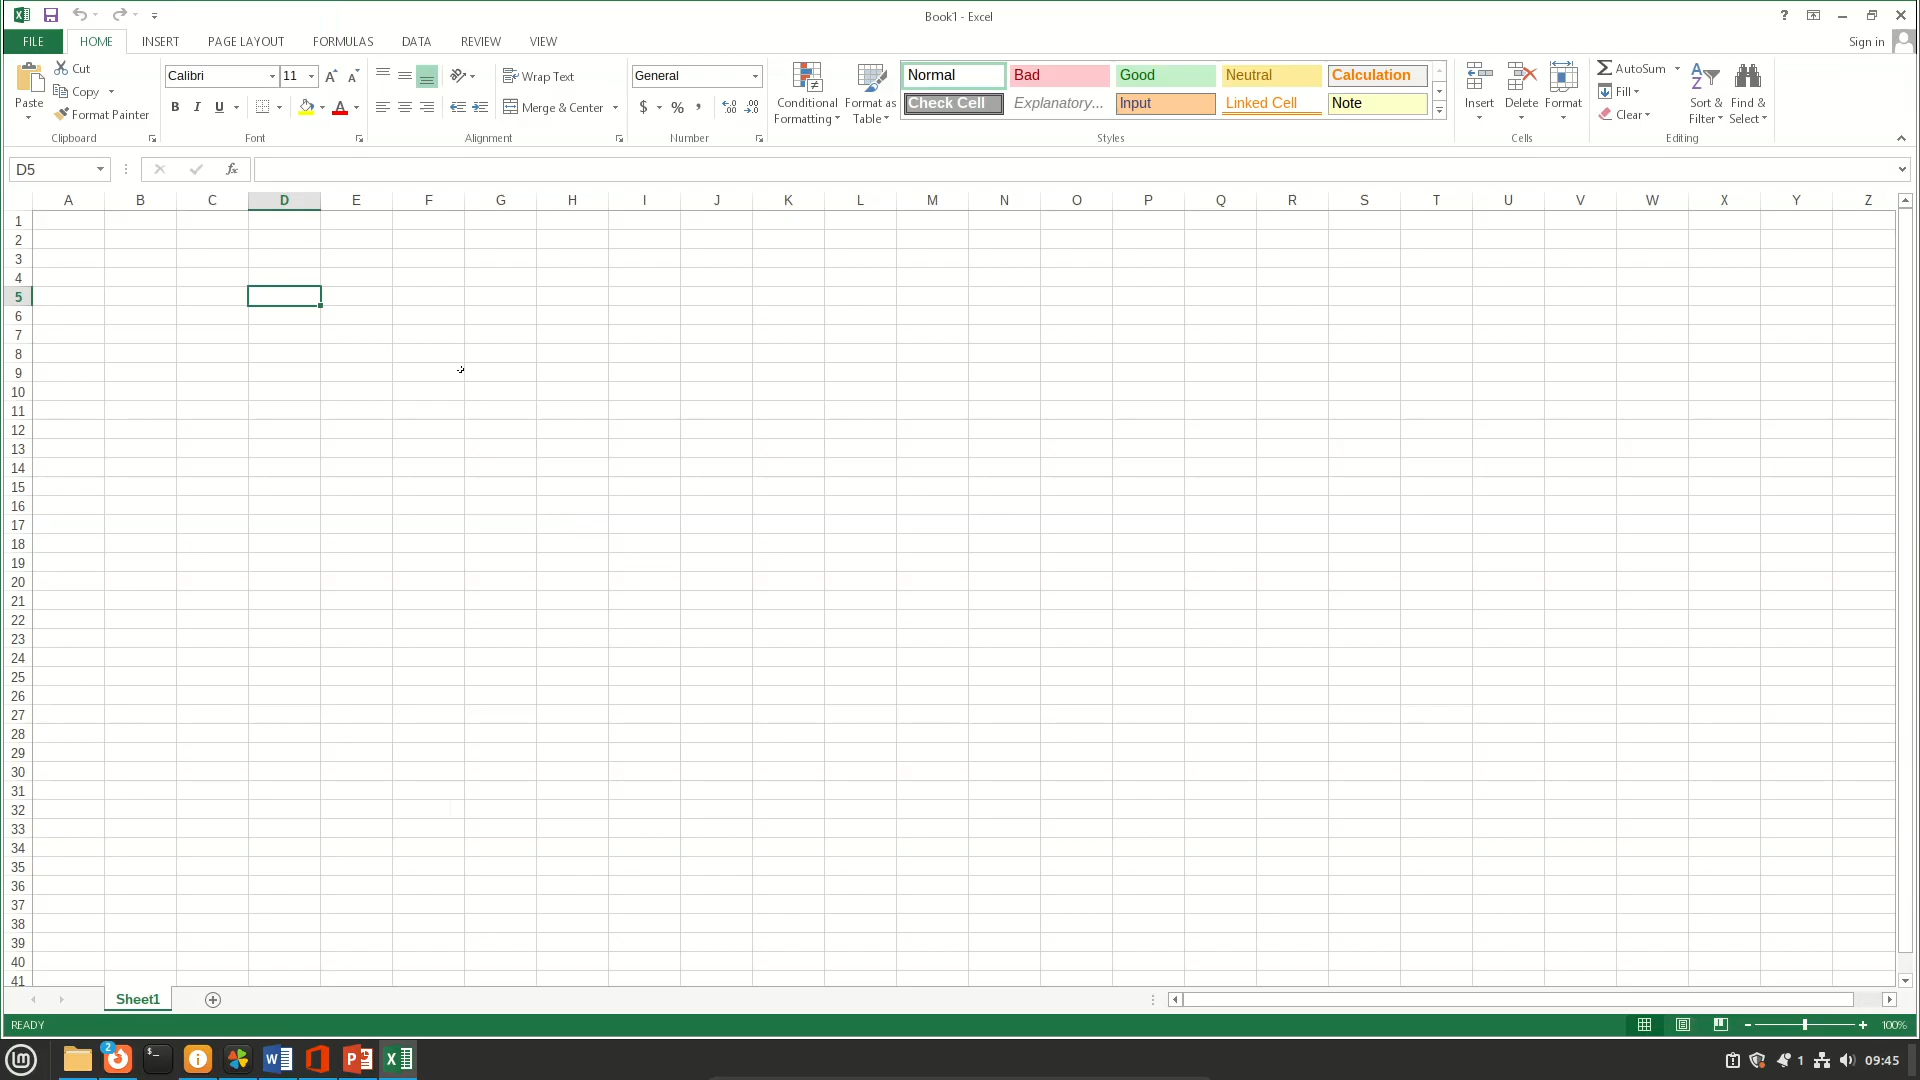 Book1 - Excel
?
FILE HOME INSERT PAGE LAYOUT FORMULAS DATA REVIEW VIEW
Sign in
Paste
Cut
Copy
Format Painter
Clipboard
Calibri 11 A A
B I U A
Font
Wrap Text
Merge & Center
Alignment
General
$ % ,
Number
Conditional
Formatting
Format as
Table
Normal Bad Good Neutral Calculation
Check Cell Explanatory... Input Linked Cell Note
Styles
Insert Delete Format
Cells
AutoSum
Fill
Clear
Sort &
Filter
Find &
Select
Editing
D5 fx
A B C D E F G H I J K L M N O P Q R S T U V W X Y Z
1
2
3
4
5
6
7
8
9
10
11
12
13
14
15
16
17
18
19
20
21
22
23
24
25
26
27
28
29
30
31
32
33
34
35
36
37
38
39
40
41
Sheet1
READY 100%
2 1 09:45